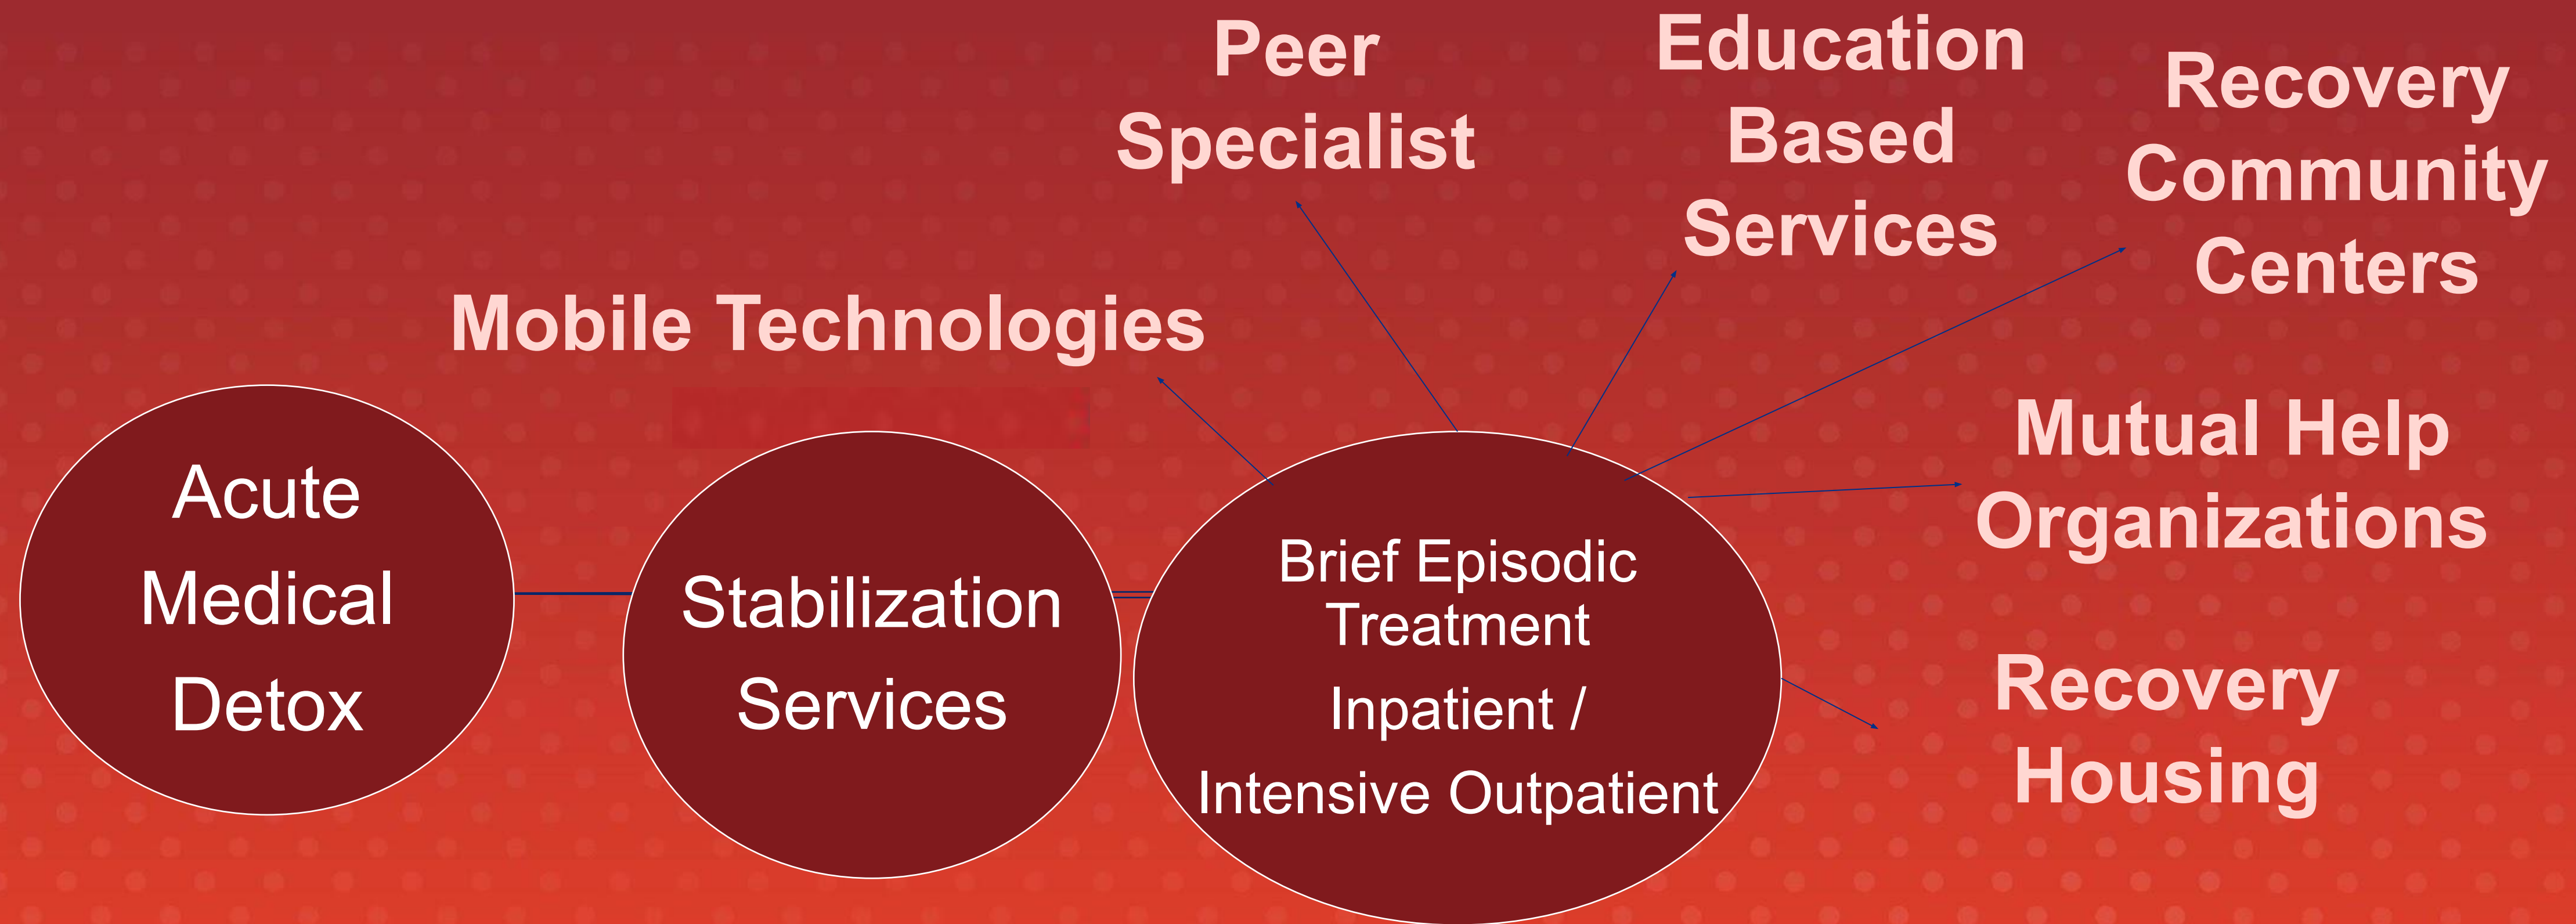 Peer
Specialist
Education
Based
Services
Recovery
Community
Centers
Mobile Technologies
Mutual Help
Organizations
Acute
Medical
Detox
Stabilization
Services
Brief Episodic
Treatment
Inpatient /
Intensive Outpatient
Recovery
Housing